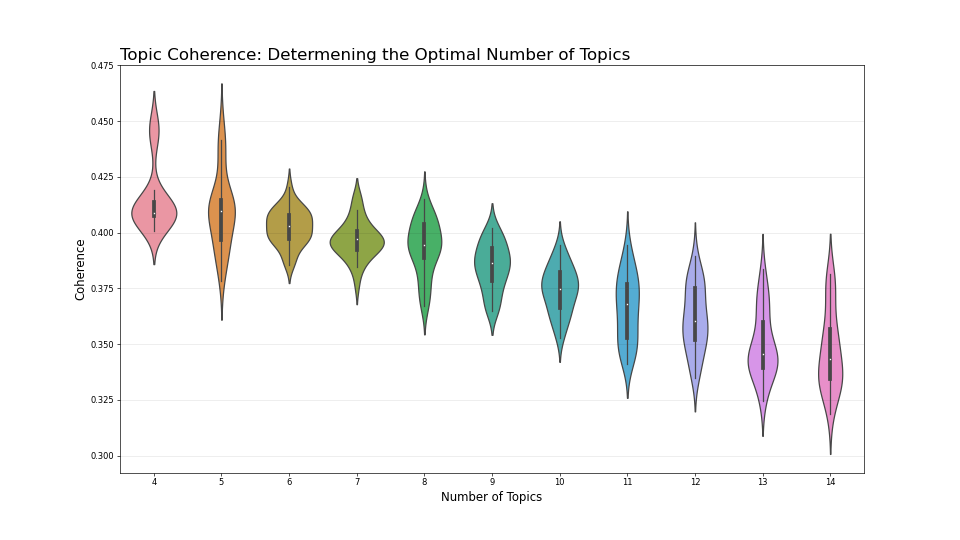 Topic Coherence: Determening the Optimal Number of Topics
0.475
0.450
0.425
0.400
0.375
0.350
0.325
0.300
Coherence
4 5 6 7 8 9 10 11 12 13 14
Number of Topics